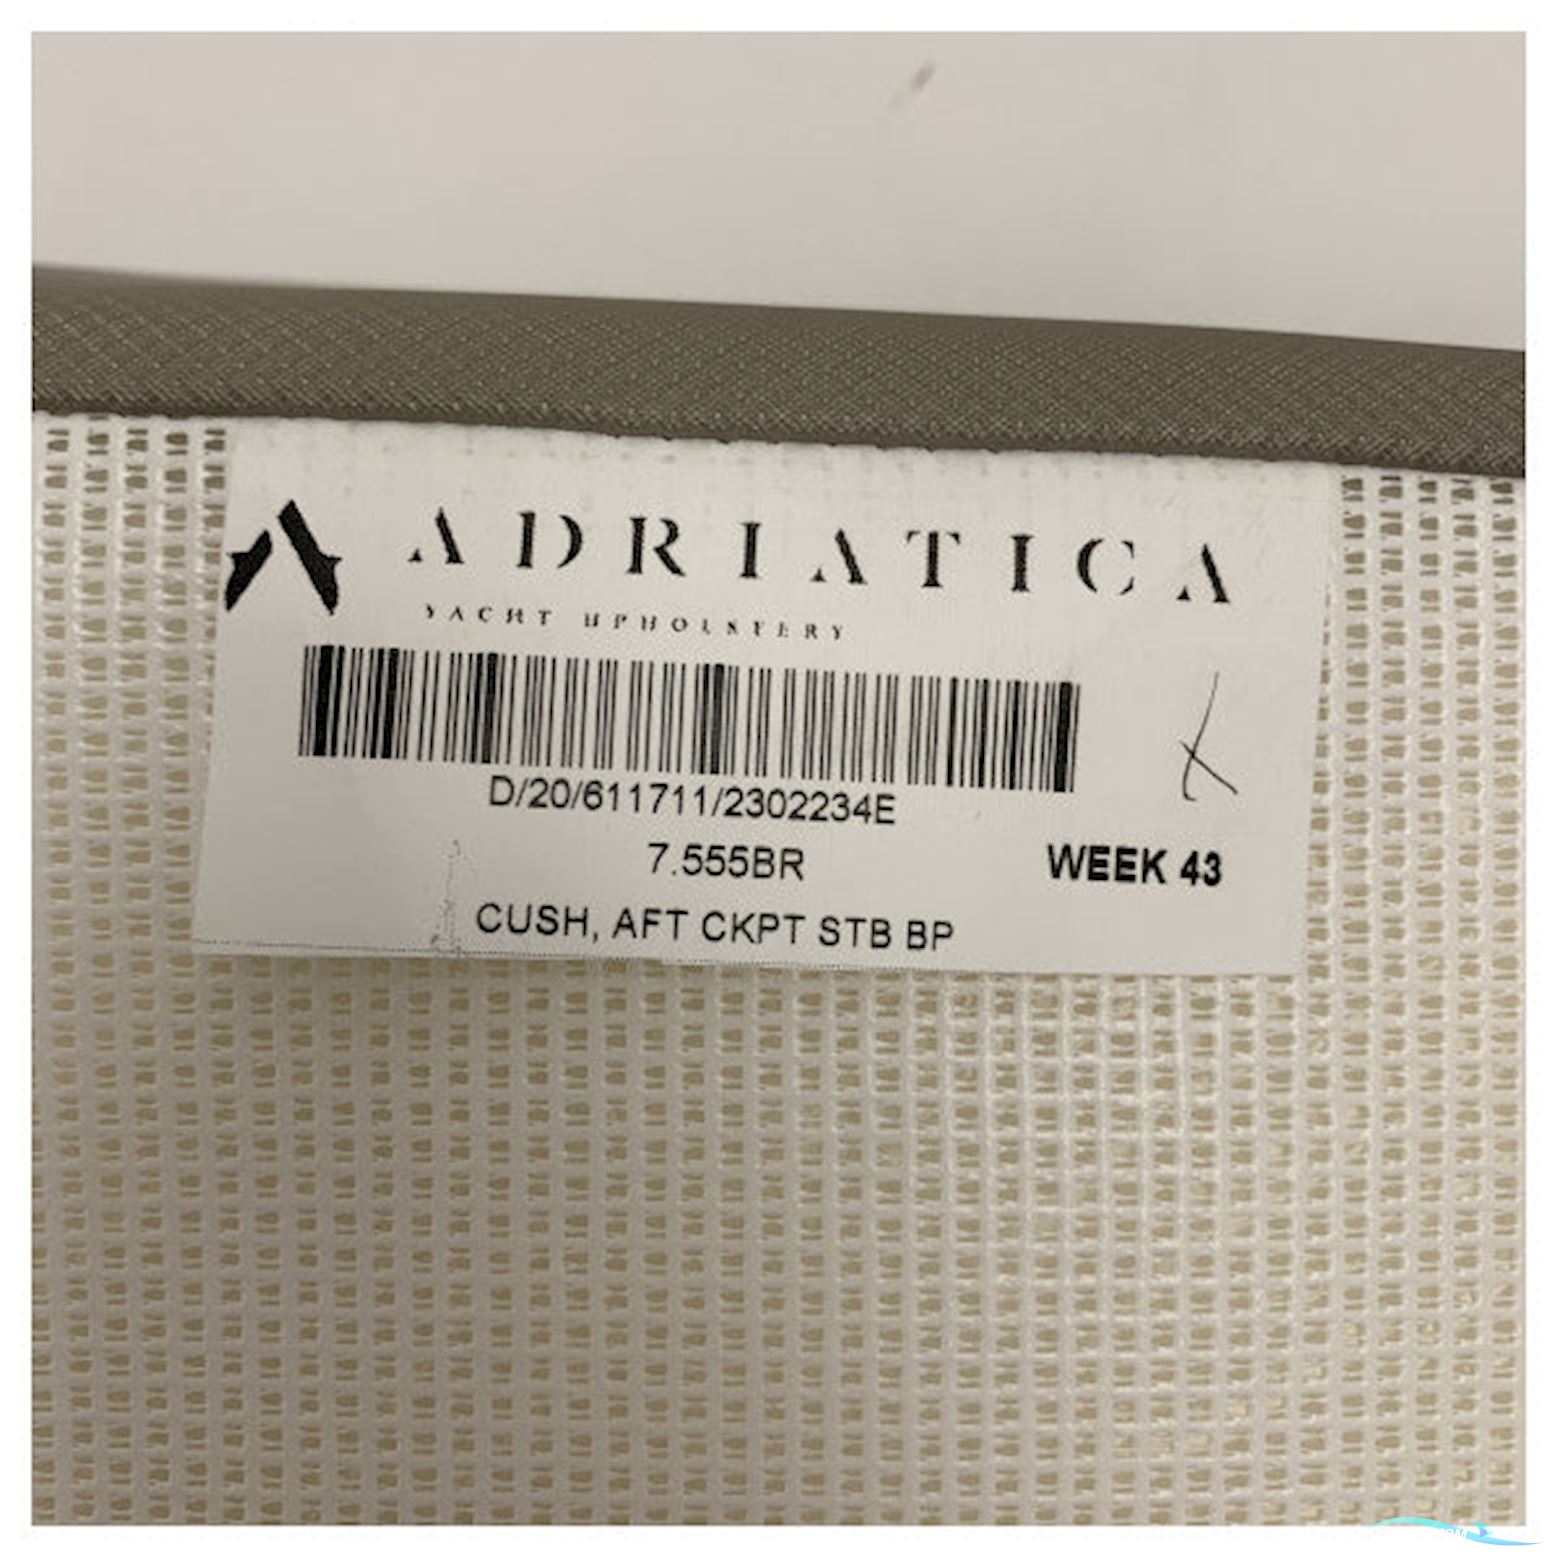 ADRIATICA
YACHT UPHOLSTERY
D/20/611711/2302234E
7.555BR
WEEK 43
CUSH, AFT CKPT STB BP